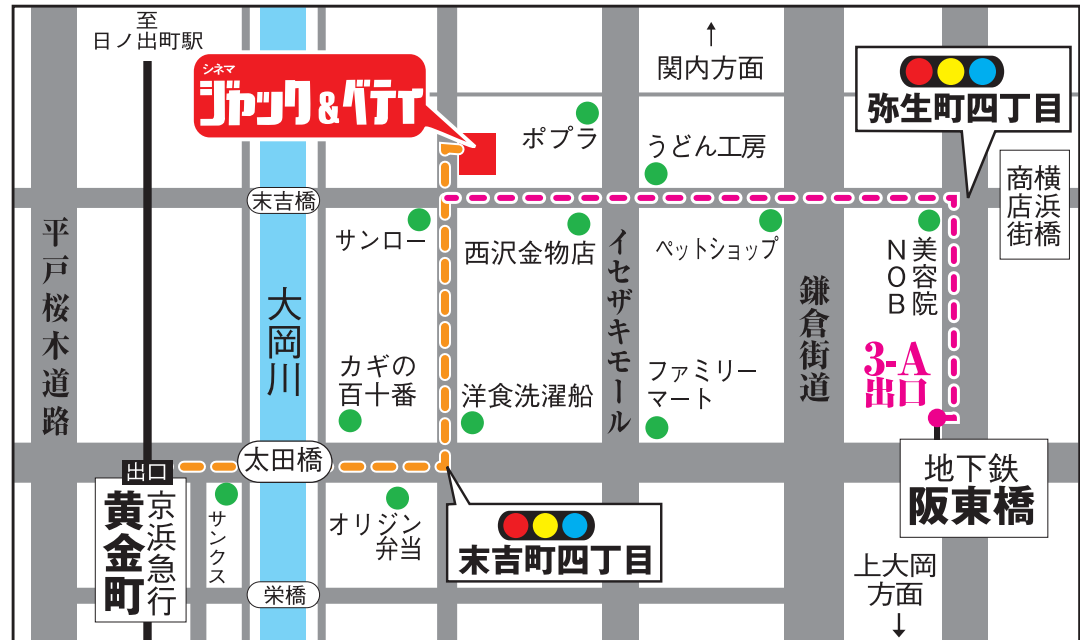 至
日ノ出町駅
シネマ
ジャック&ベティ
ポプラ
↑
関内方面
うどん工房
弥生町四丁目
横浜橋
商店街
末吉橋
サンロー
西沢金物店
ペットショップ
美容院
NOB
平戸桜木道路
大岡川
イセザキモール
鎌倉街道
カギの
百十番
洋食洗濯船
ファミリー
マート
3-A
出口
太田橋
出口
京浜急行
黄金町
サンクス
オリジン
弁当
末吉町四丁目
地下鉄
阪東橋
栄橋
上大岡
方面
↓